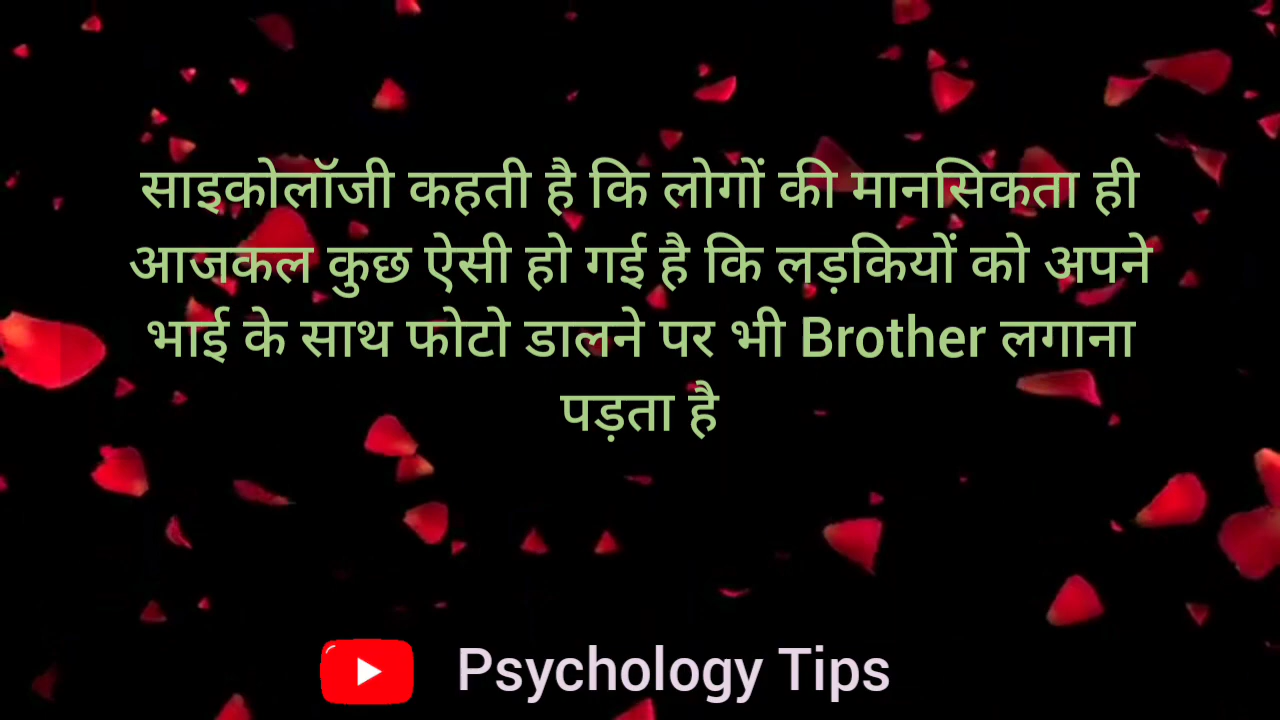 साइकोलॉजी कहती है कि लोगों की मानसिकता ही
आजकल कुछ ऐसी हो गई है कि लड़कियों को अपने
भाई के साथ फोटो डालने पर भी Brother लगाना
पड़ता है
Psychology Tips